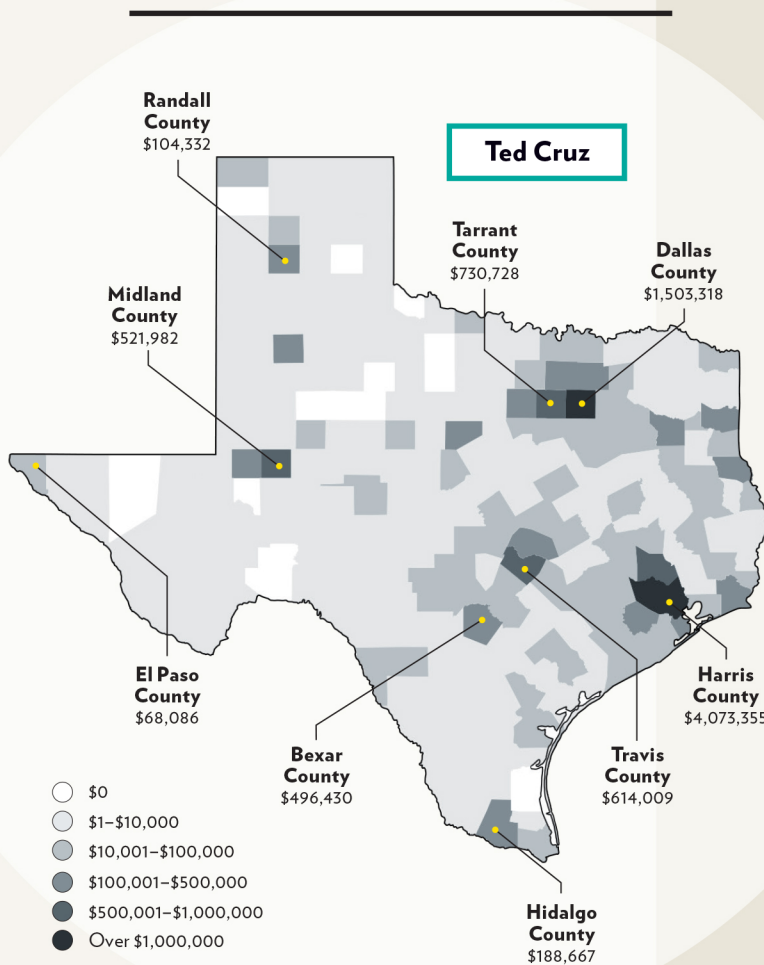 Randall
County
$104,332
Ted Cruz
Tarrant
County
$730,728
Dallas
County
$1,503,318
Midland
County
$521,982
El Paso
County
$68,086
Harris
County
$4,073,355
Bexar
County
$496,430
Travis
County
$614,009
$0
$1–$10,000
$10,001–$100,000
$100,001–$500,000
$500,001–$1,000,000
Over $1,000,000
Hidalgo
County
$188,667